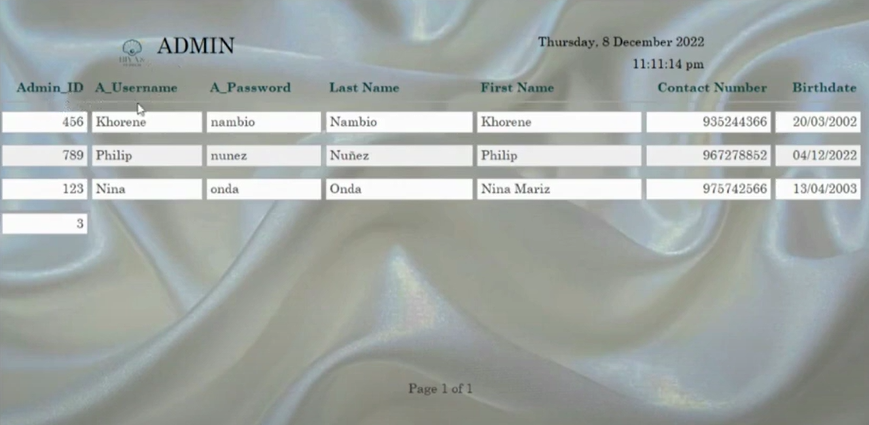 ADMIN
Thursday, 8 December 2022
11:11:14 pm
Admin_ID A_Username A_Password Last Name First Name Contact Number Birthdate
456 Khorene nambio Nambio Khorene 935244366 20/03/2002
789 Philip nunez Nuñez Philip 967278852 04/12/2022
123 Nina onda Onda Nina Mariz 975742566 13/04/2003
3
Page 1 of 1